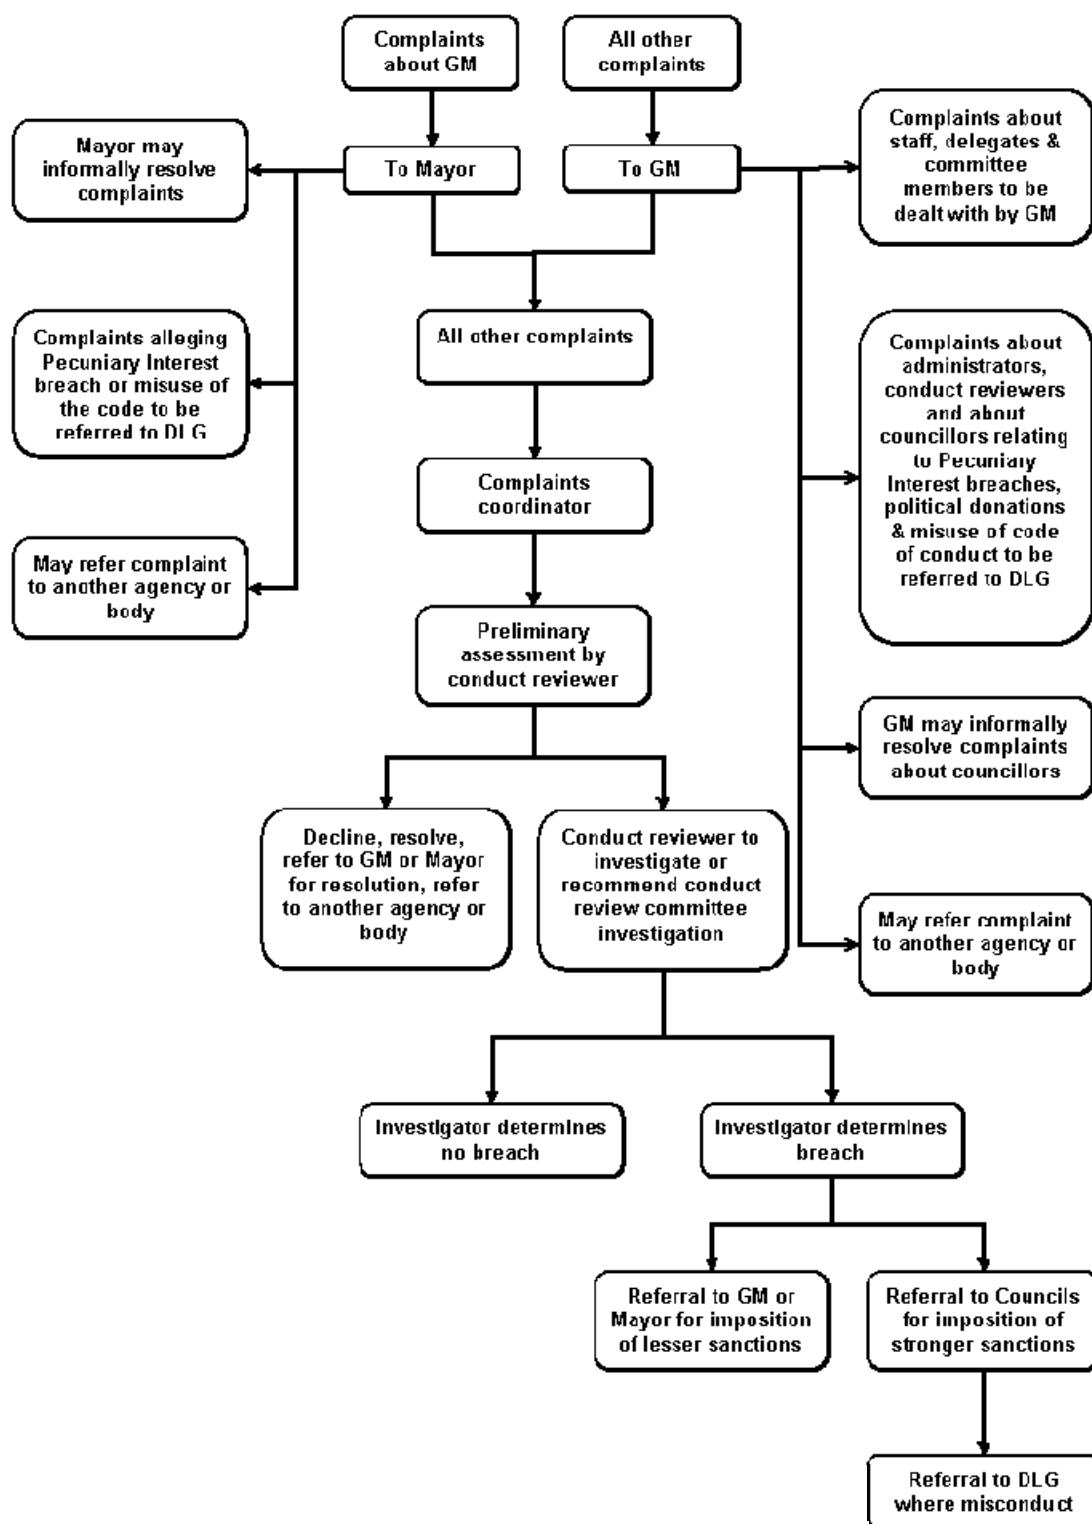 Complaints
about GM
All other
complaints
Mayor may
informally resolve
complaints
To Mayor
To GM
Complaints about
staff, delegates &
committee
members to be
dealt with by GM
Complaints alleging
Pecuniary Interest
breach or misuse of
the code to be
referred to DLG
All other complaints
Complaints about
administrators,
conduct reviewers
and about
councillors relating
to Pecuniary
Interest breaches,
political donations
& misuse of code
of conduct to be
referred to DLG
Complaints
coordinator
May refer complaint
to another agency or
body
Preliminary
assessment by
conduct reviewer
GM may informally
resolve complaints
about councillors
Decline, resolve,
refer to GM or Mayor
for resolution, refer
to another agency or
body
Conduct reviewer to
investigate or
recommend conduct
review committee
investigation
May refer complaint
to another agency or
body
Investigator determines
no breach
Investigator determines
breach
Referral to GM or
Mayor for imposition
of lesser sanctions
Referral to Councils
for imposition of
stronger sanctions
Referral to DLG
where misconduct